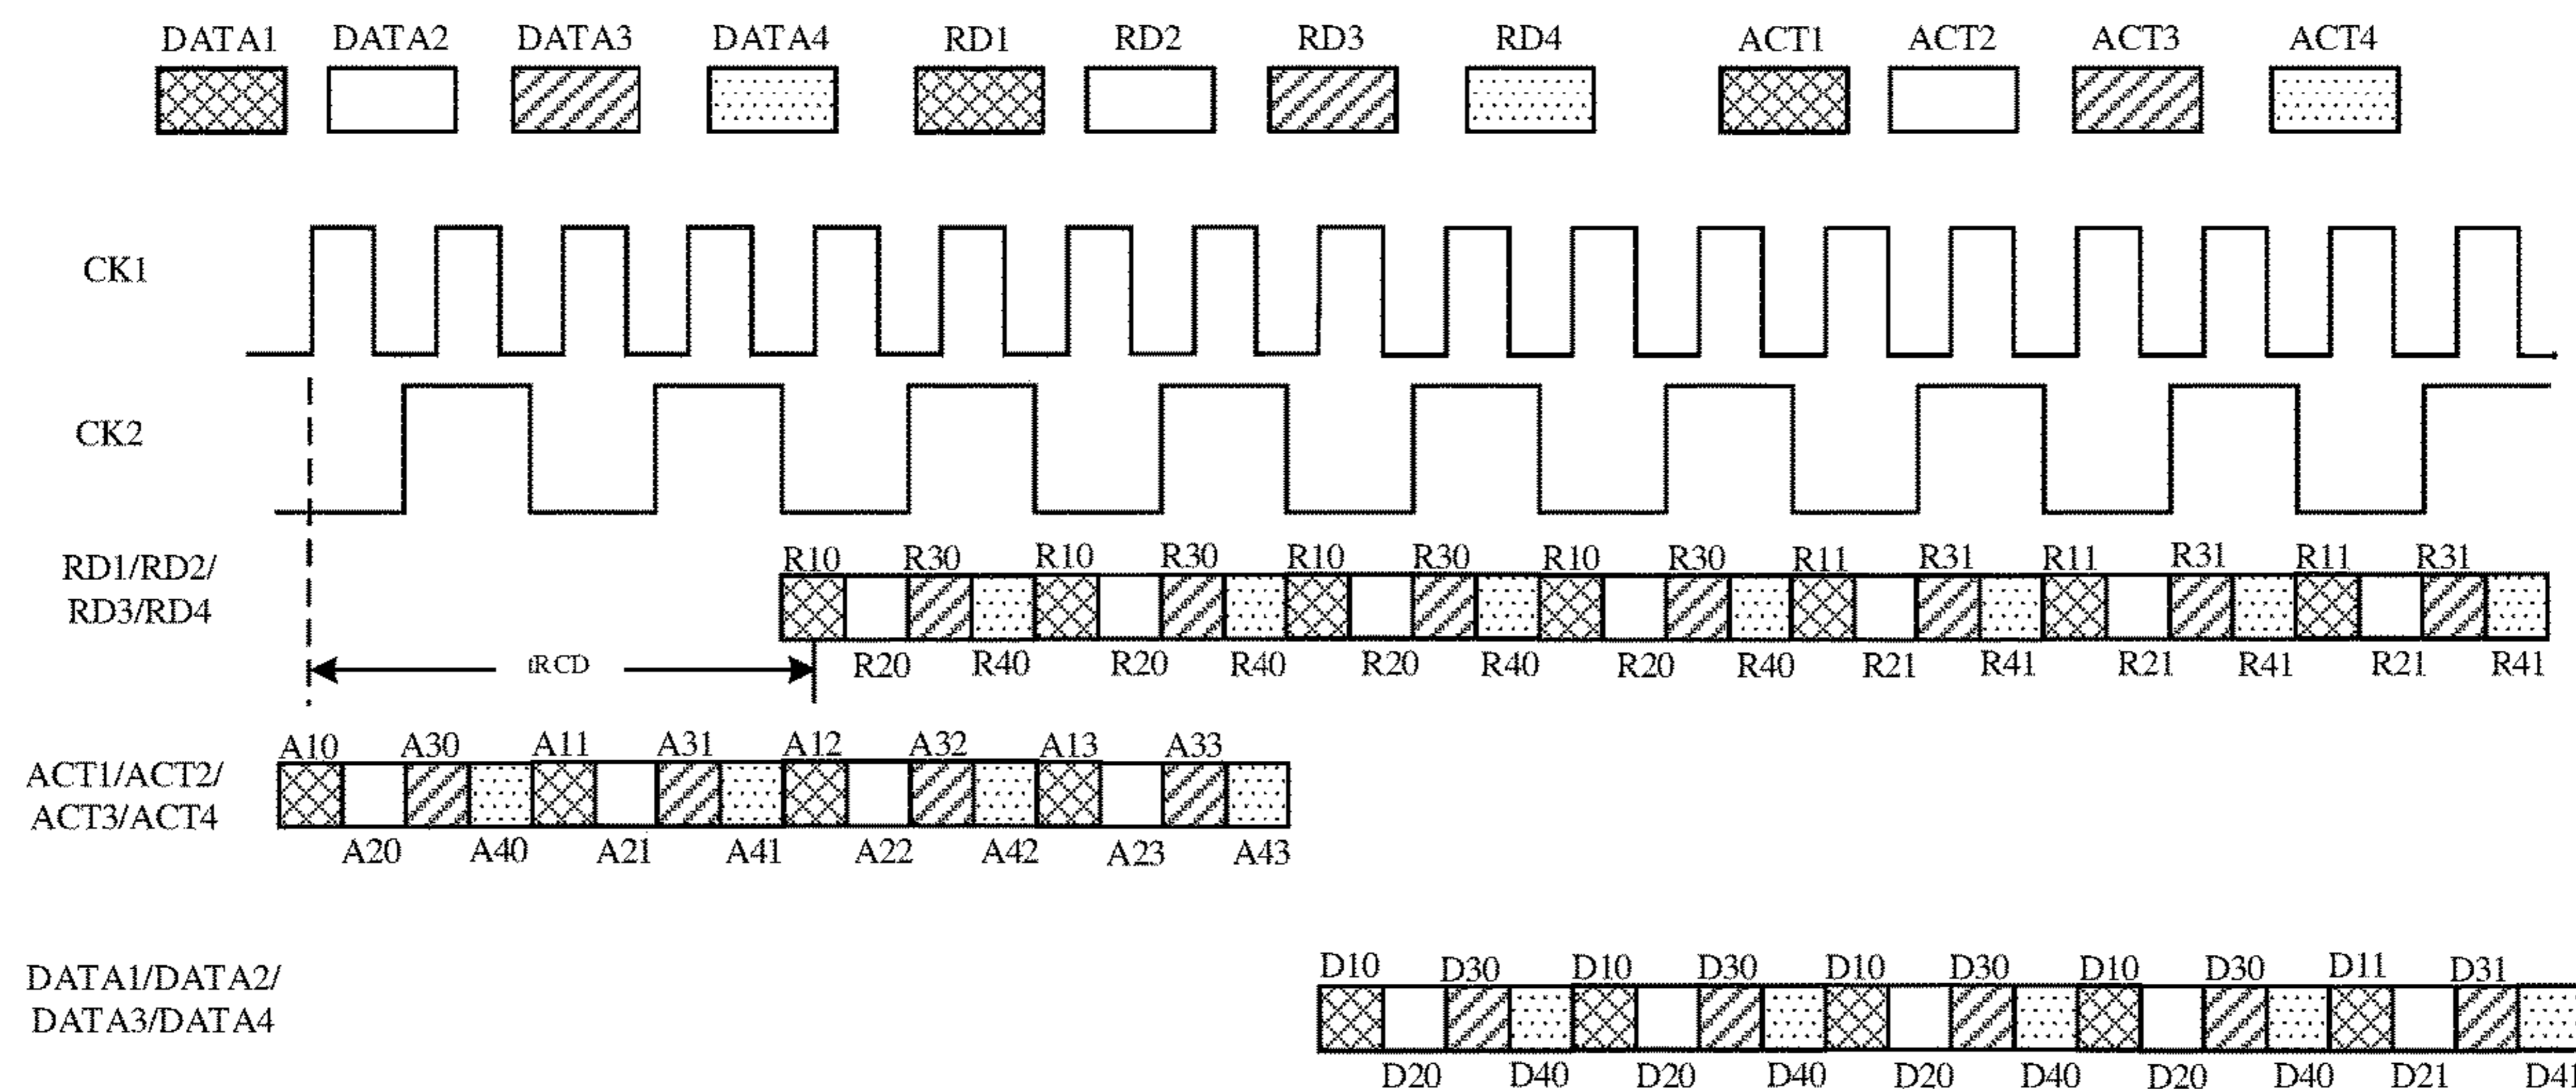 DATA1 DATA2 DATA3 DATA4 RD1 RD2 RD3 RD4 ACT1 ACT2 ACT3 ACT4
CK1
CK2
RD1/RD2/
RD3/RD4
R10 R30 R10 R30 R10 R30 R10 R30 R11 R31 R11 R31 R11 R31
R20 R40 R20 R40 R20 R40 R20 R40 R21 R41 R21 R41 R21 R41
tRCD
ACT1/ACT2/
ACT3/ACT4
A10 A30 A11 A31 A12 A32 A13 A33
A20 A40 A21 A41 A22 A42 A23 A43
DATA1/DATA2/
DATA3/DATA4
D10 D30 D10 D30 D10 D30 D10 D30 D11 D31
D20 D40 D20 D40 D20 D40 D20 D40 D21 D41